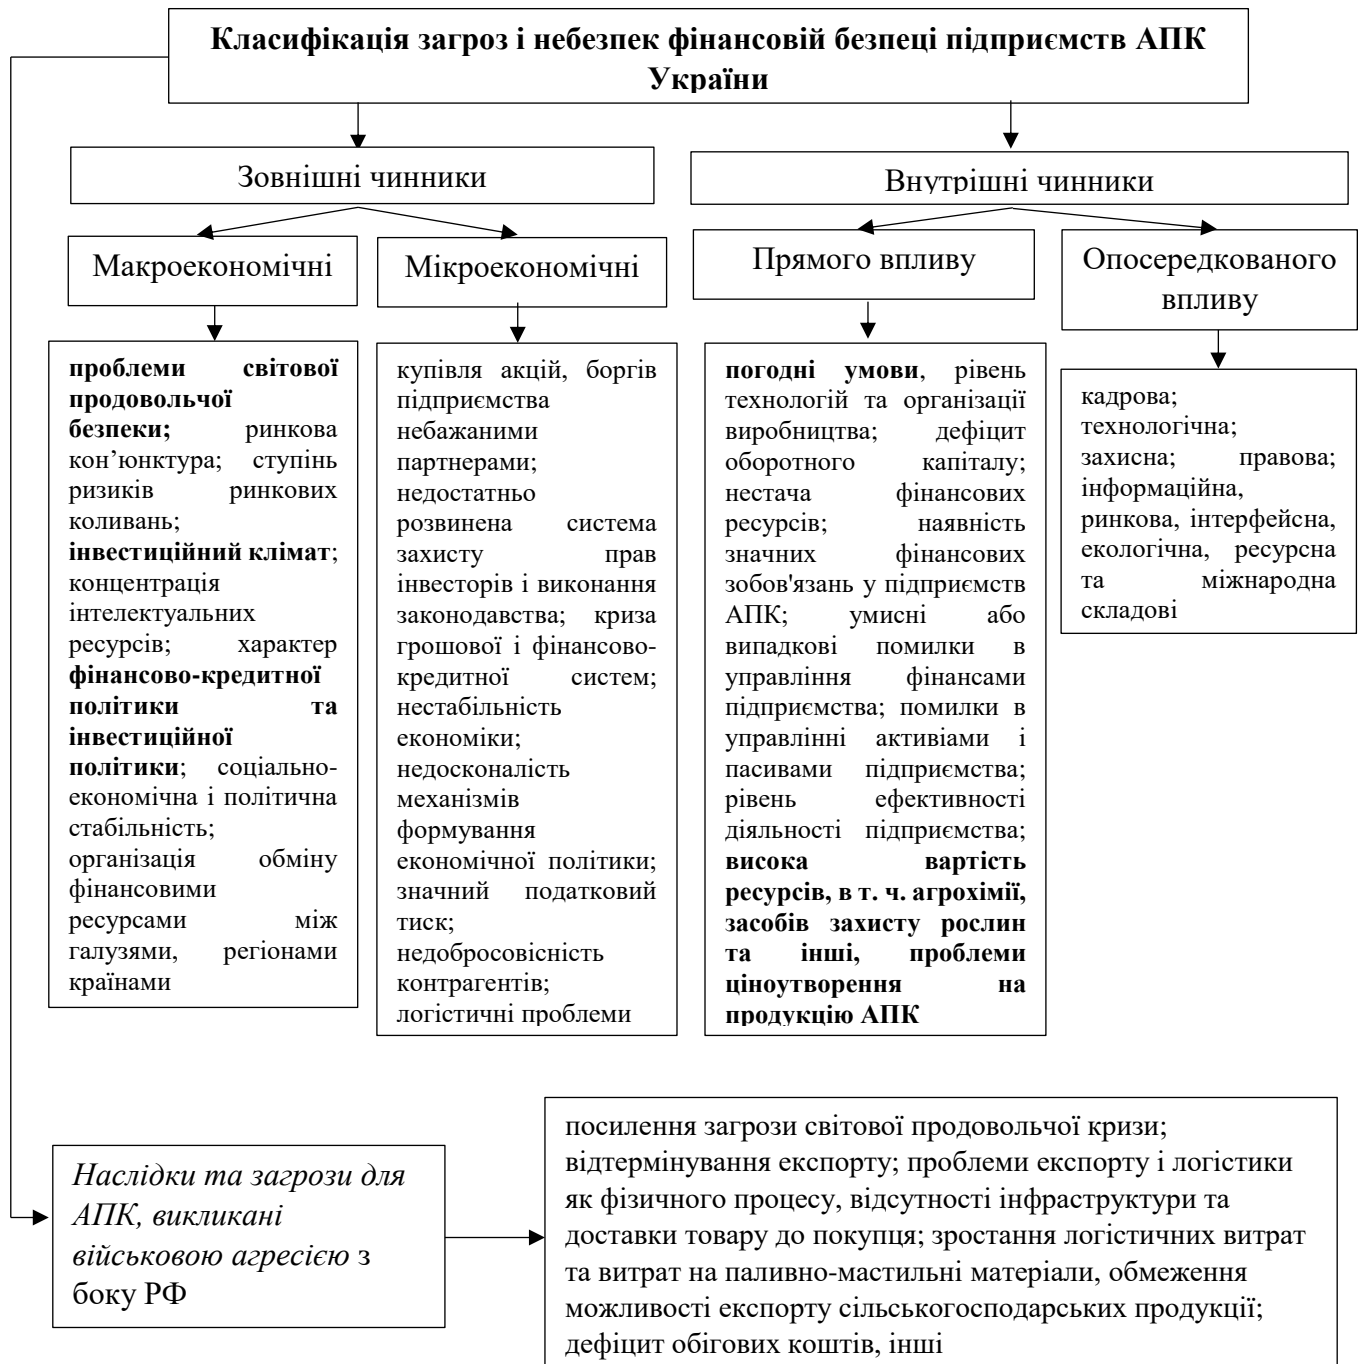 Класифікація загроз і небезпек фінансовій безпеці підприємств АПК
України
Зовнішні чинники
Внутрішні чинники
Макроекономічні
Мікроекономічні
Прямого впливу
Опосередкованого
впливу
проблеми світової
продовольчої
безпеки; ринкова
кон’юнктура; ступінь
ризиків ринкових
коливань;
інвестиційний клімат;
концентрація
інтелектуальних
ресурсів; характер
фінансово-кредитної
політики та
інвестиційної
політики; соціально-
економічна і політична
стабільність;
організація обміну
фінансовими
ресурсами між
галузями, регіонами
країнами
купівля акцій, боргів
підприємства
небажаними
партнерами;
недостатньо
розвинена система
захисту прав
інвесторів і виконання
законодавства; криза
грошової і фінансово-
кредитної систем;
нестабільність
економіки;
недосконалість
механізмів
формування
економічної політики;
значний податковий
тиск;
недобросовісність
контрагентів;
логістичні проблеми
погодні умови, рівень
технологій та організації
виробництва; дефіцит
оборотного капіталу;
нестача фінансових
ресурсів; наявність
значних фінансових
зобов'язань у підприємств
АПК; умисні або
випадкові помилки в
управління фінансами
підприємства; помилки в
управлінні активіами і
пасивами підприємства;
рівень ефективності
діяльності підприємства;
висока вартість
ресурсів, в т. ч. агрохімії,
засобів захисту рослин
та інші, проблеми
ціноутворення на
продукцію АПК
кадрова;
технологічна;
захисна; правова;
інформаційна,
ринкова, інтерфейсна,
екологічна, ресурсна
та міжнародна
складові
Наслідки та загрози для
АПК, викликані
військовою агресією з
боку РФ
посилення загрози світової продовольчої кризи;
відтермінування експорту; проблеми експорту і логістики
як фізичного процесу, відсутності інфраструктури та
доставки товару до покупця; зростання логістичних витрат
та витрат на паливно-мастильні матеріали, обмеження
можливості експорту сільськогосподарських продукції;
дефіцит обігових коштів, інші